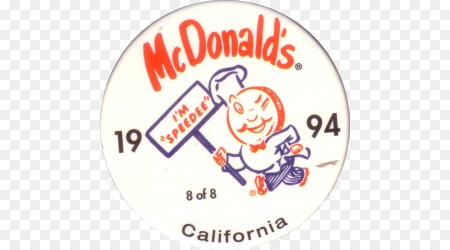 McDonald's®
I'M
"SPEEDEE"
19 94
8 of 8
®
California